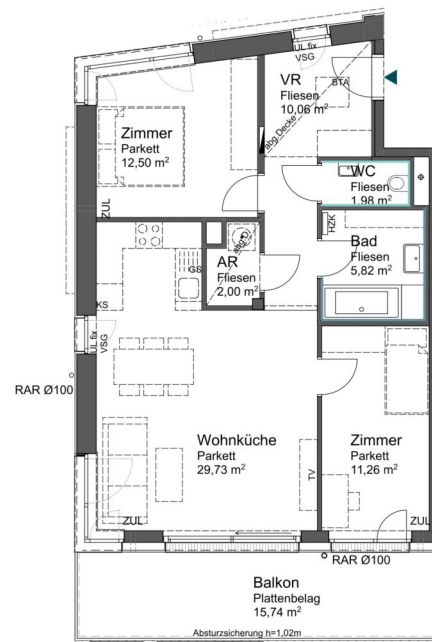 UL fix
VSG
VR
Fliesen
10,06 m²
BTA
abg.Decke
Zimmer
Parkett
12,50 m²
ZUL
WC
Fliesen
1,98 m²
HZK
Bad
Fliesen
5,82 m²
abg.D.
AR
Fliesen
2,00 m²
GS
KS
UL fix
VSG
RAR Ø100
Wohnküche
Parkett
29,73 m²
TV
Zimmer
Parkett
11,26 m²
ZUL
ZUL
RAR Ø100
Balkon
Plattenbelag
15,74 m²
Absturzsicherung h=1,02m